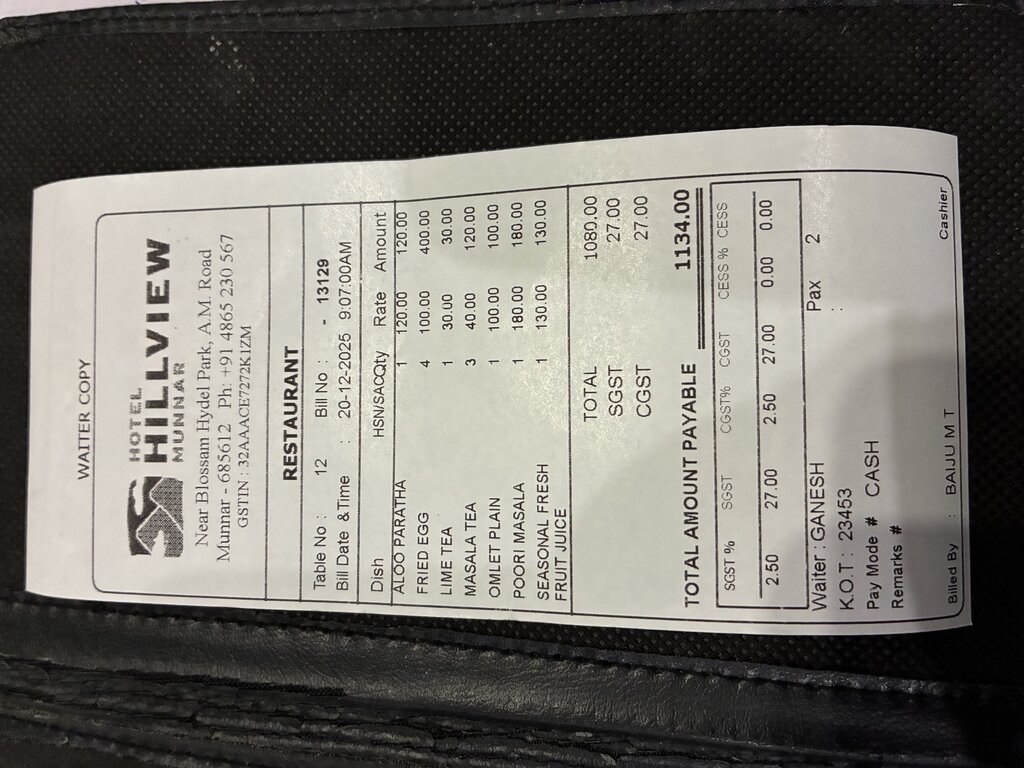 WAITER COPY
HOTEL
HILLVIEW
MUNNAR
Near Blossam Hydel Park, A.M. Road
Munnar - 685612 Ph: +91 4865 230 567
GSTIN : 32AAACE7272K1ZM
RESTAURANT
Table No : 12 Bill No : - 13129
Bill Date &Time : 20-12-2025 9:07:00AM
Dish HSN/SAC Qty Rate Amount
ALOO PARATHA 1 120.00 120.00
FRIED EGG 4 100.00 400.00
LIME TEA 1 30.00 30.00
MASALA TEA 3 40.00 120.00
OMLET PLAIN 1 100.00 100.00
POORI MASALA 1 180.00 180.00
SEASONAL FRESH 1 130.00 130.00
FRUIT JUICE
TOTAL 1080.00
SGST 27.00
CGST 27.00
TOTAL AMOUNT PAYABLE 1134.00
SGST % SGST CGST% CGST CESS % CESS
2.50 27.00 2.50 27.00 0.00 0.00
Waiter : GANESH Pax 2
K.O.T : 23453 :
Pay Mode # CASH
Remarks #
Billed By : BAIJU M T Cashier